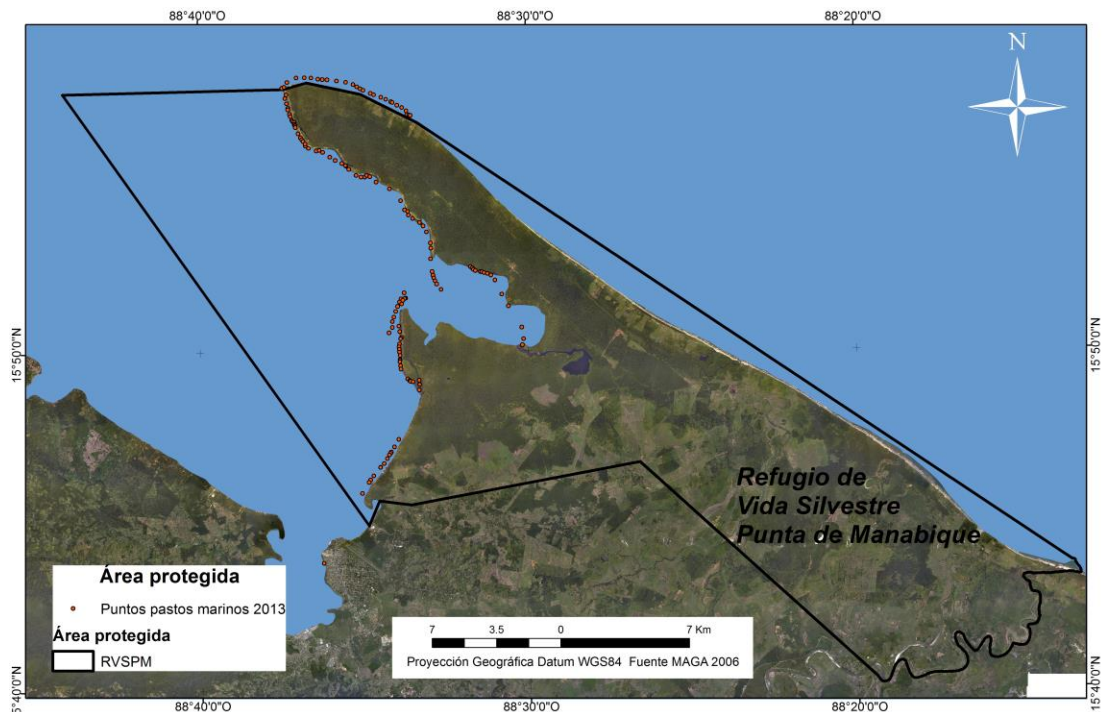 88°40'0"O 88°30'0"O 88°20'0"O
N
15°50'0"N 15°50'0"N
Refugio de
Vida Silvestre
Punta de Manabique
Área protegida
Puntos pastos marinos 2013
Área protegida
RVSPM
7 3.5 0 7 Km
Proyección Geográfica Datum WGS84 Fuente MAGA 2006
15°40'0"N
5°40'0"N
88°40'0"O 88°30'0"O 88°20'0"O